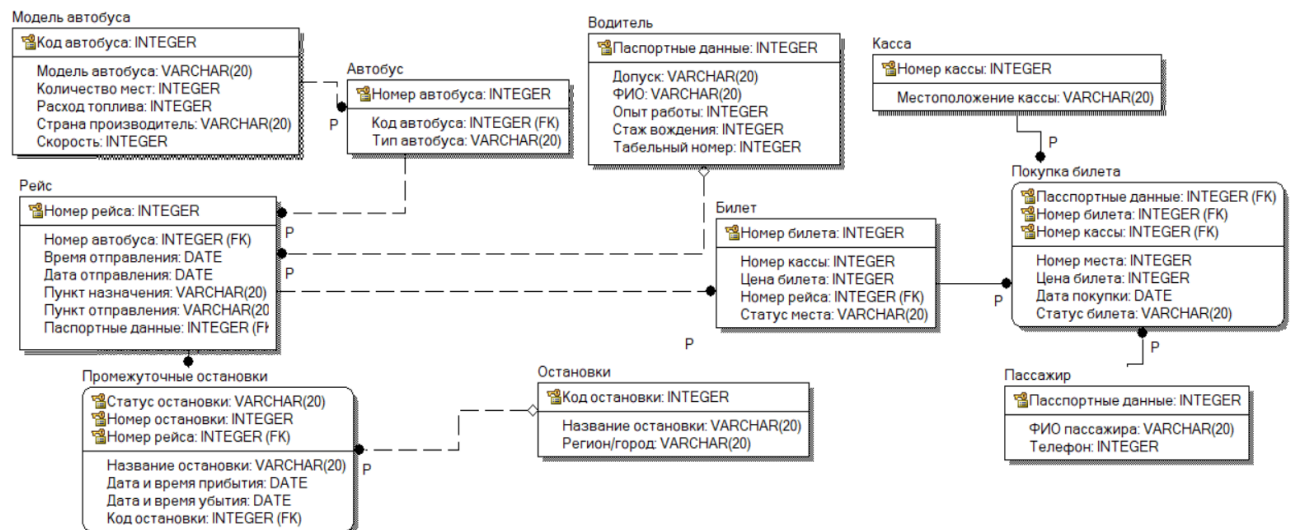 Модель автобуса
Код автобуса: INTEGER
Модель автобуса: VARCHAR(20)
Количество мест: INTEGER
Расход топлива: INTEGER
Страна производитель: VARCHAR(20)
Скорость: INTEGER
P
Автобус
Номер автобуса: INTEGER
Код автобуса: INTEGER (FK)
Тип автобуса: VARCHAR(20)
Водитель
Паспортные данные: INTEGER
Допуск: VARCHAR(20)
ФИО: VARCHAR(20)
Опыт работы: INTEGER
Стаж вождения: INTEGER
Табельный номер: INTEGER
Касса
Номер кассы: INTEGER
Местоположение кассы: VARCHAR(20)
P
Рейс
Номер рейса: INTEGER
Номер автобуса: INTEGER (FK)
Время отправления: DATE
Дата отправления: DATE
Пункт назначения: VARCHAR(20)
Пункт отправления: VARCHAR(20
Паспортные данные: INTEGER (FK
P
P
Билет
Номер билета: INTEGER
Номер кассы: INTEGER
Цена билета: INTEGER
Номер рейса: INTEGER (FK)
Статус места: VARCHAR(20)
P
P
Покупка билета
Пасспортные данные: INTEGER (FK)
Номер билета: INTEGER (FK)
Номер кассы: INTEGER (FK)
Номер места: INTEGER
Цена билета: INTEGER
Дата покупки: DATE
Статус билета: VARCHAR(20)
P
Промежуточные остановки
Статус остановки: VARCHAR(20)
Номер остановки: INTEGER
Номер рейса: INTEGER (FK)
Название остановки: VARCHAR(20)
Дата и время прибытия: DATE
Дата и время убытия: DATE
Код остановки: INTEGER (FK)
P
Остановки
Код остановки: INTEGER
Название остановки: VARCHAR(20)
Регион/город: VARCHAR(20)
Пассажир
Пасспортные данные: INTEGER
ФИО пассажира: VARCHAR(20)
Телефон: INTEGER